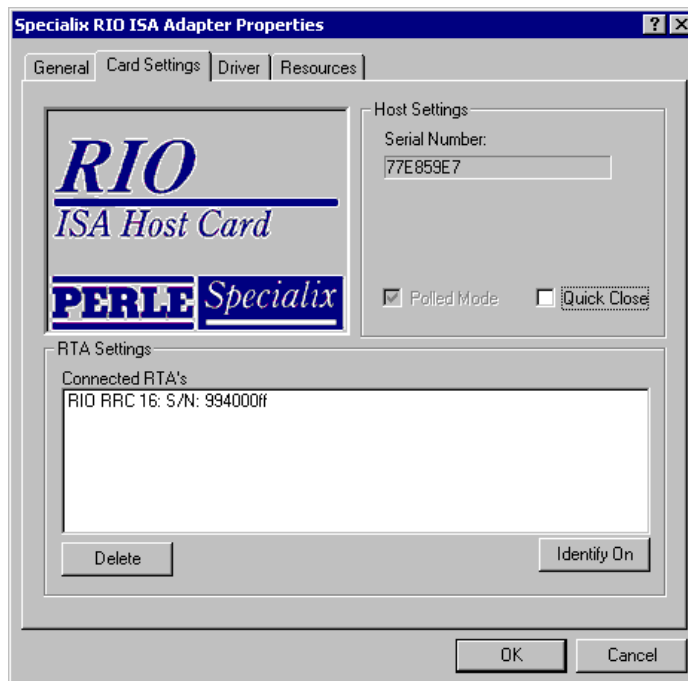 Specialix RIO ISA Adapter Properties
General Card Settings Driver Resources
RIO
ISA Host Card
PERLE Specialix
Host Settings
Serial Number:
77E859E7
Polled Mode Quick Close
RTA Settings
Connected RTA's
RIO RRC 16: S/N: 994000ff
Delete Identify On
OK Cancel